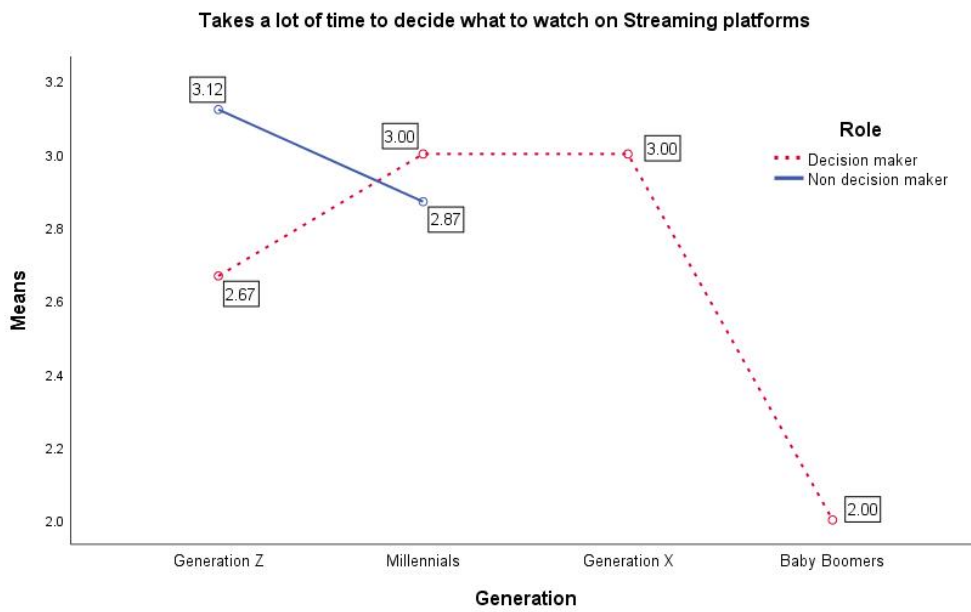 Takes a lot of time to decide what to watch on Streaming platforms
3.2
3.0
2.8
2.6
2.4
2.2
2.0
Means
3.12
3.00
3.00
2.87
2.67
2.00
Role
Decision maker
Non decision maker
Generation Z
Millennials
Generation X
Baby Boomers
Generation